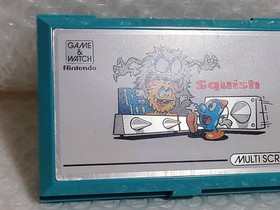 GAME
&
WATCH
Nintendo
Squish
MULTI SCR